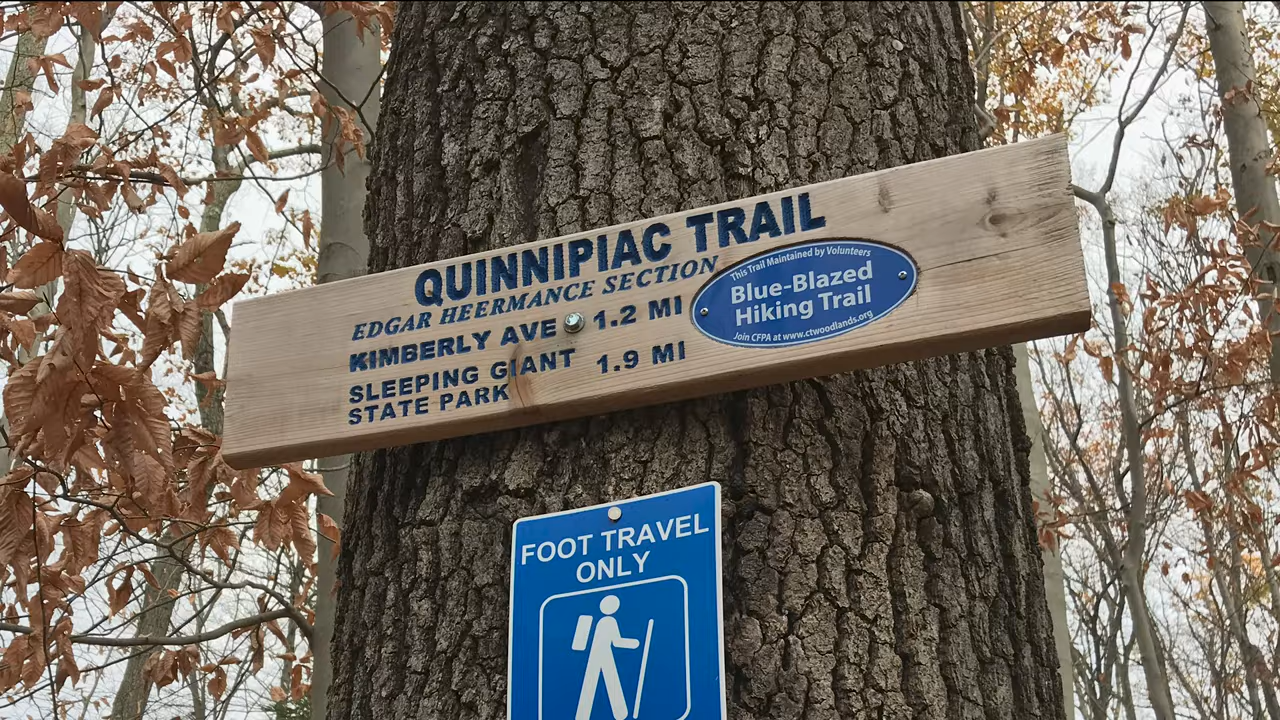 QUINNIPIAC TRAIL
EDGAR HEERMANCE SECTION
KIMBERLY AVE 1.2 MI
SLEEPING GIANT 1.9 MI
STATE PARK
This Trail Maintained by Volunteers
Blue-Blazed
Hiking Trail
Join CFPA at www.ctwoodlands.org
FOOT TRAVEL
ONLY